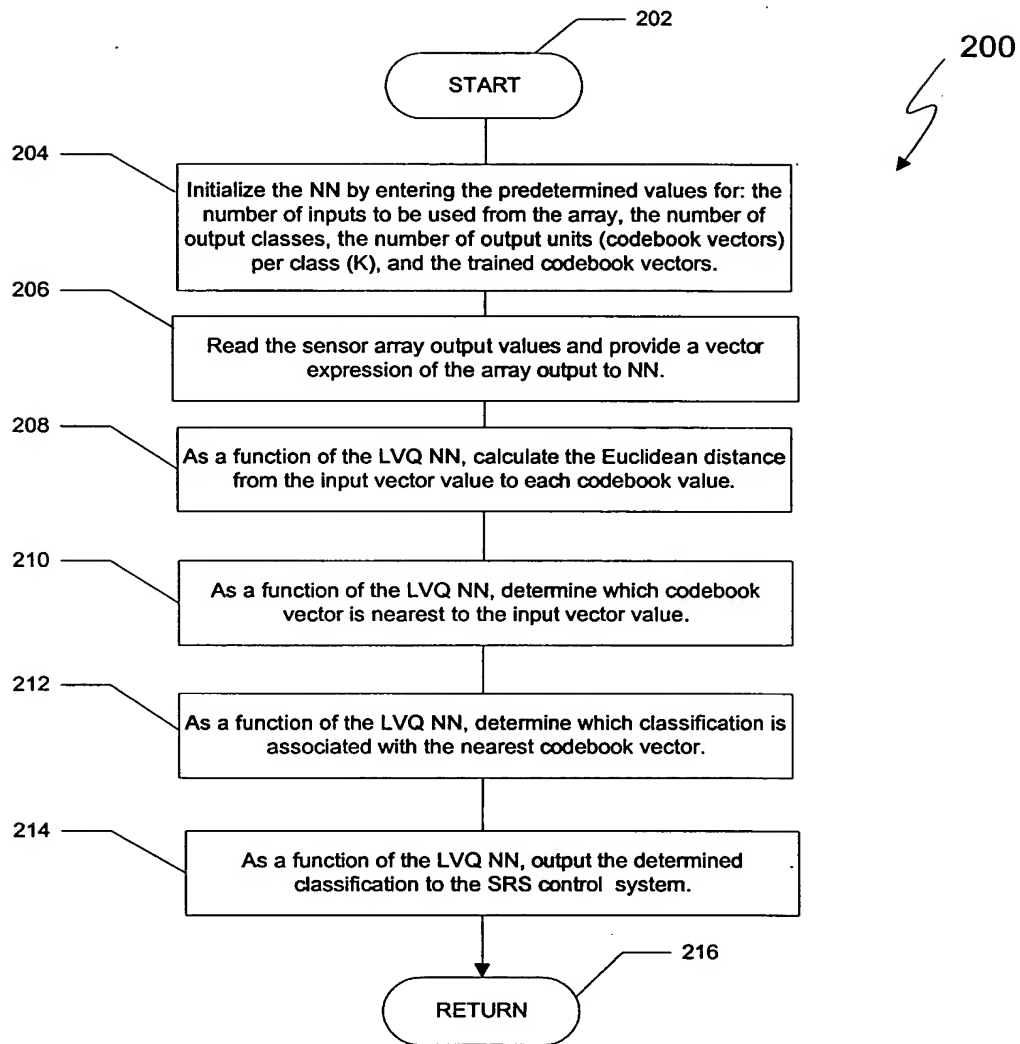 202
200
START
204
Initialize the NN by entering the predetermined values for: the
number of inputs to be used from the array, the number of
output classes, the number of output units (codebook vectors)
per class (K), and the trained codebook vectors.
206
Read the sensor array output values and provide a vector
expression of the array output to NN.
208
As a function of the LVQ NN, calculate the Euclidean distance
from the input vector value to each codebook value.
210
As a function of the LVQ NN, determine which codebook
vector is nearest to the input vector value.
212
As a function of the LVQ NN, determine which classification is
associated with the nearest codebook vector.
214
As a function of the LVQ NN, output the determined
classification to the SRS control system.
216
RETURN